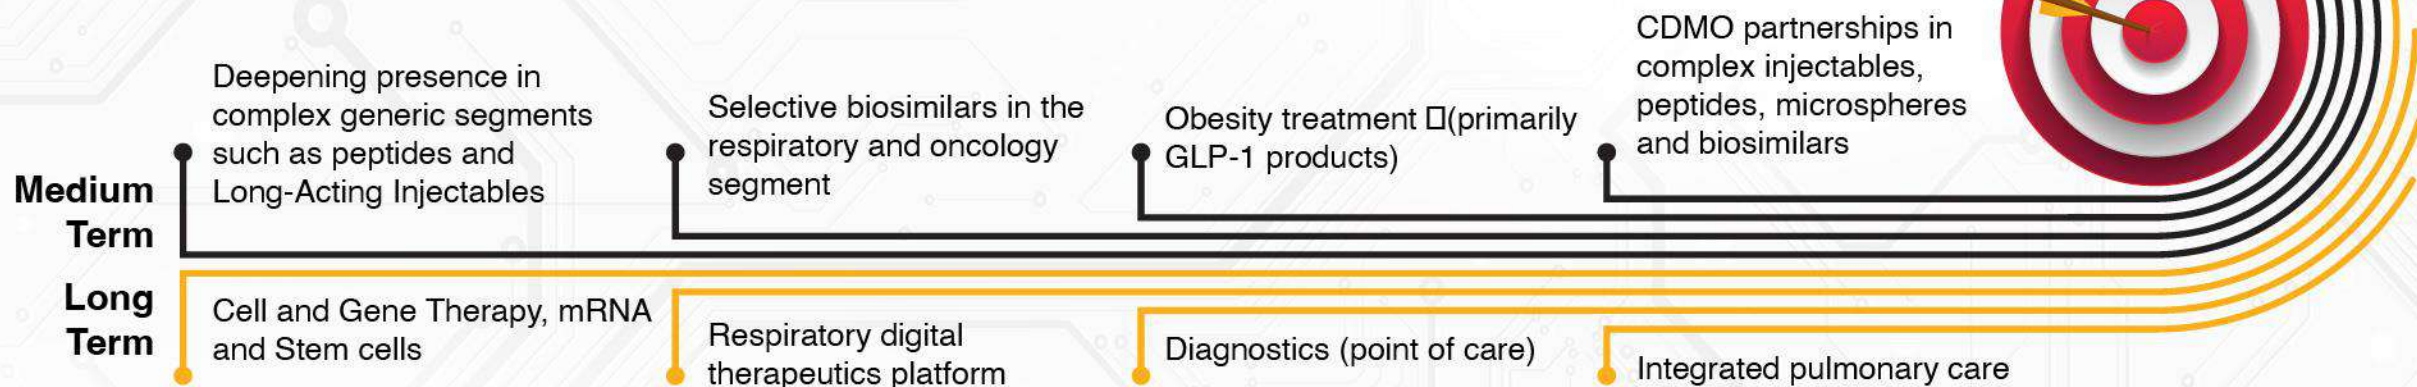 Medium
Term
Deepening presence in
complex generic segments
such as peptides and
Long-Acting Injectables
Selective biosimilars in the
respiratory and oncology
segment
Obesity treatment □(primarily
GLP-1 products)
CDMO partnerships in
complex injectables,
peptides, microspheres
and biosimilars
Long
Term
Cell and Gene Therapy, mRNA
and Stem cells
Respiratory digital
therapeutics platform
Diagnostics (point of care)
Integrated pulmonary care